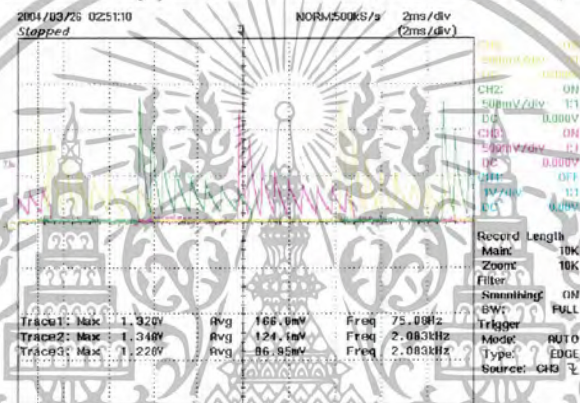 2004/03/26 02:51:10
NORM:500kS/s 2ms/div
Stopped (2ms/div)
CH2: ON
500mV/div 1:1
DC 0.000V
CH3: ON
500mV/div 1:1
DC 0.000V
CH4: OFF
1V/div 1:1
DC 0.00V
Record Length
Main: 10K
Zoom: 10K
Filter
Smoothing: ON
BW: FULL
Trigger
Mode: AUTO
Type: EDGE
Source: CH3
Trace1: Max 1.320V Avg 166.0mV Freq 75.08Hz
Trace2: Max 1.340V Avg Freq 2.083kHz
Trace3: Max 1.220V Avg 86.95mV Freq 2.083kHz